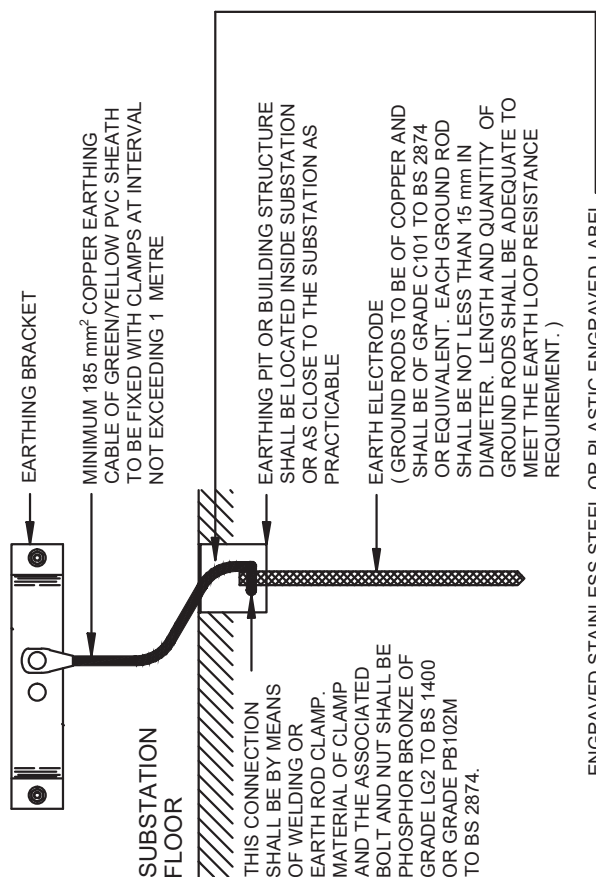 EARTHING BRACKET
MINIMUM 185 mm² COPPER EARTHING
CABLE OF GREEN/YELLOW PVC SHEATH
TO BE FIXED WITH CLAMPS AT INTERVAL
NOT EXCEEDING 1 METRE
SUBSTATION
FLOOR
EARTHING PIT OR BUILDING STRUCTURE
SHALL BE LOCATED INSIDE SUBSTATION
OR AS CLOSE TO THE SUBSTATION AS
PRACTICABLE
THIS CONNECTION
SHALL BE BY MEANS
OF WELDING OR
EARTH ROD CLAMP.
MATERIAL OF CLAMP
AND THE ASSOCIATED
BOLT AND NUT SHALL BE
PHOSPHOR BRONZE OF
GRADE LG2 TO BS 1400
OR GRADE PB102M
TO BS 2874.
EARTH ELECTRODE
( GROUND RODS TO BE OF COPPER AND
SHALL BE OF GRADE C101 TO BS 2874
OR EQUIVALENT. EACH GROUND ROD
SHALL BE NOT LESS THAN 15 mm IN
DIAMETER. LENGTH AND QUANTITY OF
GROUND RODS SHALL BE ADEQUATE TO
MEET THE EARTH LOOP RESISTANCE
REQUIREMENT. )
ENGRAVED STAINLESS STEEL OR PLASTIC ENGRAVED LABEL